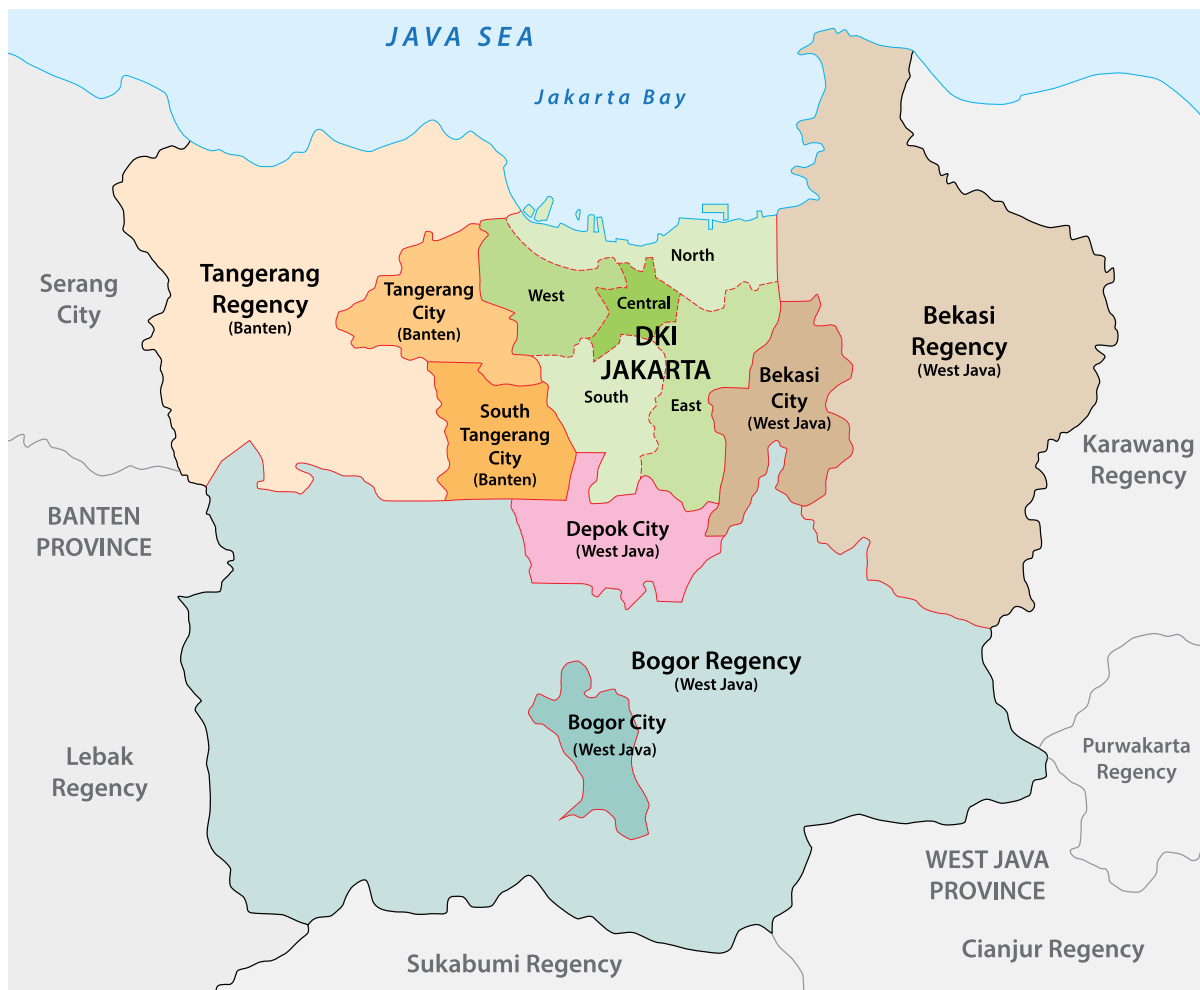 JAVA SEA
Jakarta Bay
North
Serang
City
Tangerang
Regency
(Banten)
Tangerang
City
(Banten)
West
Central
DKI
JAKARTA
Bekasi
Regency
(West Java)
Bekasi
City
(West Java)
South
East
South
Tangerang
City
(Banten)
Karawang
Regency
BANTEN
PROVINCE
Depok City
(West Java)
Bogor Regency
(West Java)
Bogor City
(West Java)
Lebak
Regency
Purwakarta
Regency
WEST JAVA
PROVINCE
Cianjur Regency
Sukabumi Regency